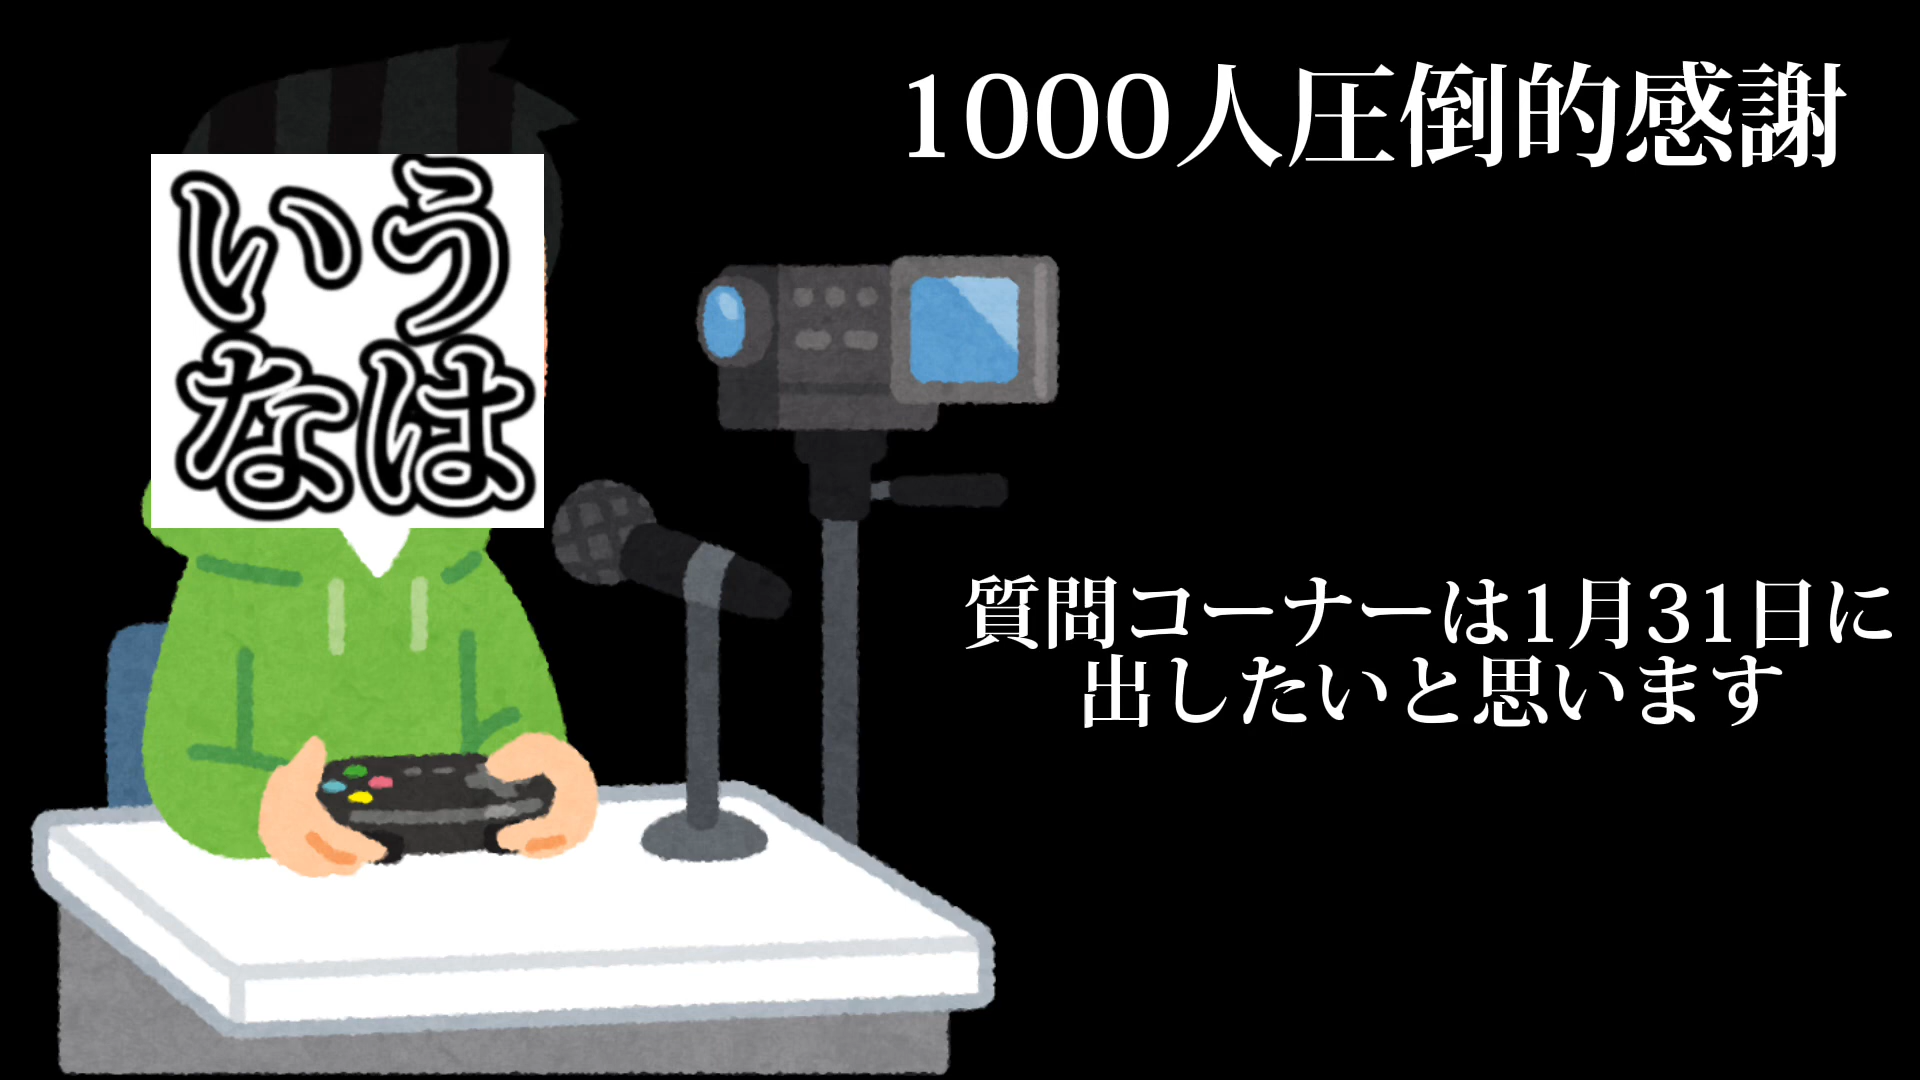 1000人圧倒的感謝
いう
なは
質問コーナーは1月31日に
出したいと思います